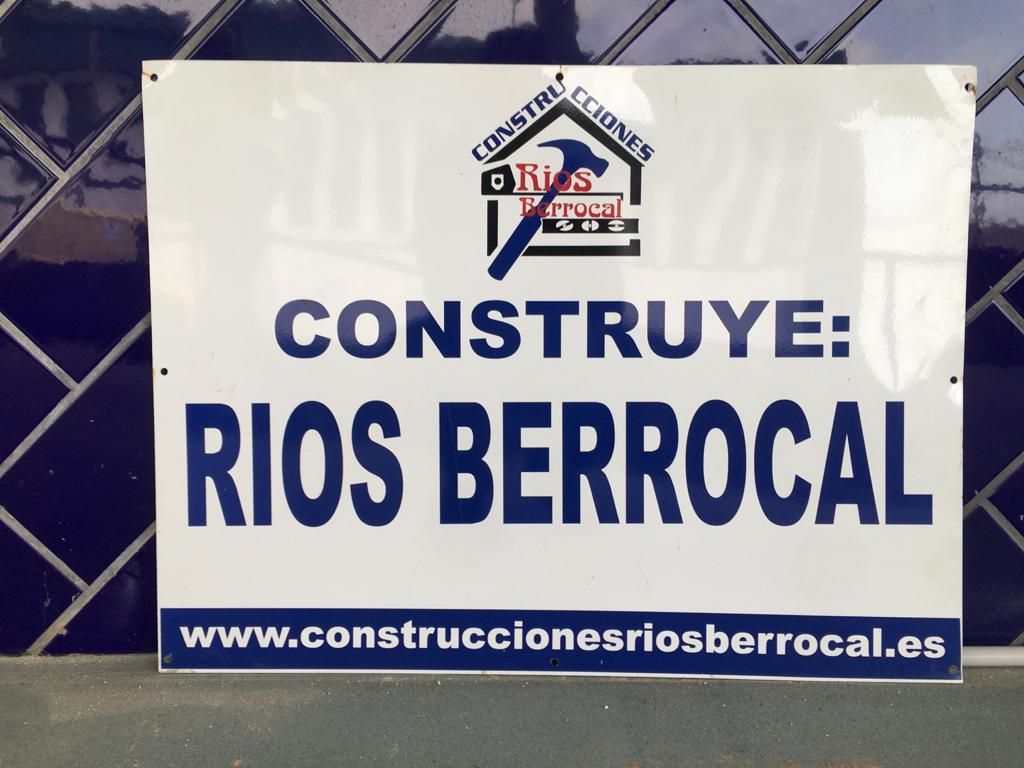 CONSTRUCCIONES
Rios
Berrocal
CONSTRUYE:
RIOS BERROCAL
www.construccionesriosberrocal.es